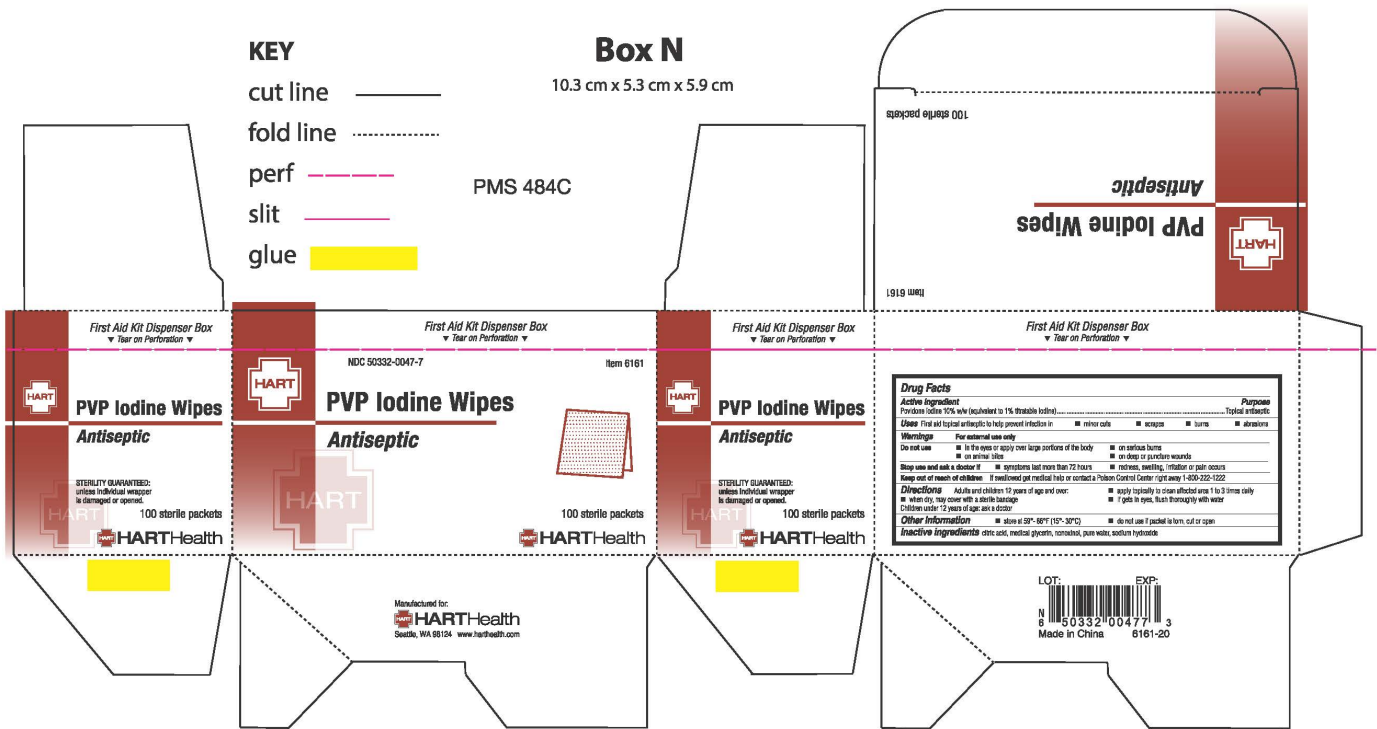 KEY
cut line
fold line
perf
slit
glue
Box N
10.3 cm x 5.3 cm x 5.9 cm
PMS 484C
100 sterile packets
Antiseptic
PVP Iodine Wipes
HART
Item 6161
First Aid Kit Dispenser Box
▼ Tear on Perforation ▼
HART
PVP Iodine Wipes
Antiseptic
STERILITY GUARANTEED:
unless individual wrapper
is damaged or opened.
100 sterile packets
HART HARTHealth
First Aid Kit Dispenser Box
▼ Tear on Perforation ▼
NDC 50332-0047-7 Item 6161
HART
PVP Iodine Wipes
Antiseptic
HART
100 sterile packets
HART HARTHealth
First Aid Kit Dispenser Box
▼ Tear on Perforation ▼
HART
PVP Iodine Wipes
Antiseptic
STERILITY GUARANTEED:
unless individual wrapper
is damaged or opened.
100 sterile packets
HART HARTHealth
First Aid Kit Dispenser Box
▼ Tear on Perforation ▼
Drug Facts
Active Ingredient Purpose
Povidone Iodine 10% w/w (equivalent to 1% titratable iodine)..... Topical antiseptic
Uses First aid topical antiseptic to help prevent infection in ■ minor cuts ■ scrapes ■ burns ■ abrasions
Warnings For external use only
Do not use ■ in the eyes or apply over large portions of the body ■ on serious burns
■ on animal bites ■ on deep or puncture wounds
Stop use and ask a doctor if ■ symptoms last more than 72 hours ■ redness, swelling, irritation or pain occurs
Keep out of reach of children If swallowed get medical help or contact a Poison Control Center right away 1-800-222-1222
Directions Adults and children 12 years of age and over: ■ apply topically to clean affected area 1 to 3 times daily
■ when dry, may cover with a sterile bandage ■ if gets in eyes, flush thoroughly with water
Children under 12 years of age: ask a doctor
Other Information ■ store at 59°- 86°F (15°- 30°C) ■ do not use if packet is torn, cut or open
Inactive ingredients citric acid, medical glycerin, nonoxinol, pure water, sodium hydroxide
Manufactured for:
HART HARTHealth
Seattle, WA 98124 www.harthealth.com
LOT: EXP:
N
6 50332 00477 3
Made in China 6161-20